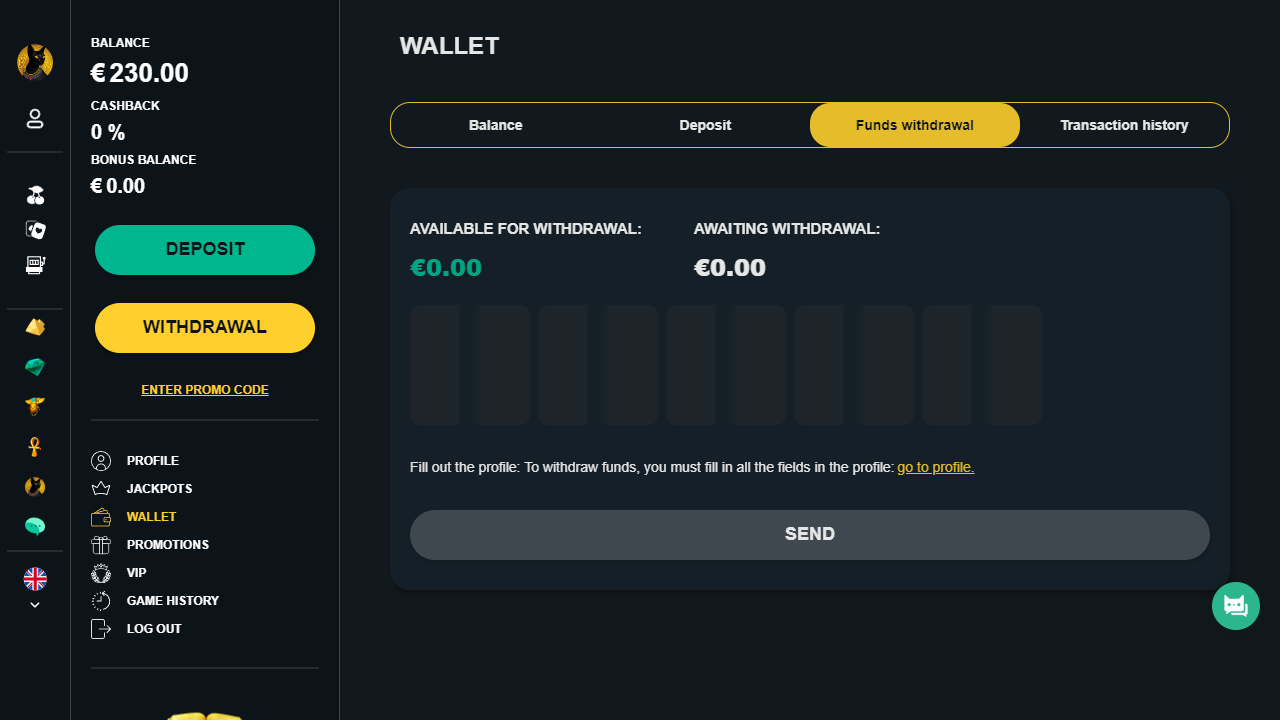 BALANCE
€ 230.00
CASHBACK
0 %
BONUS BALANCE
€ 0.00
DEPOSIT
WITHDRAWAL
ENTER PROMO CODE
PROFILE
JACKPOTS
WALLET
PROMOTIONS
VIP
GAME HISTORY
LOG OUT
WALLET
Balance Deposit Funds withdrawal Transaction history
AVAILABLE FOR WITHDRAWAL: AWAITING WITHDRAWAL:
€0.00 €0.00
Fill out the profile: To withdraw funds, you must fill in all the fields in the profile: go to profile.
SEND